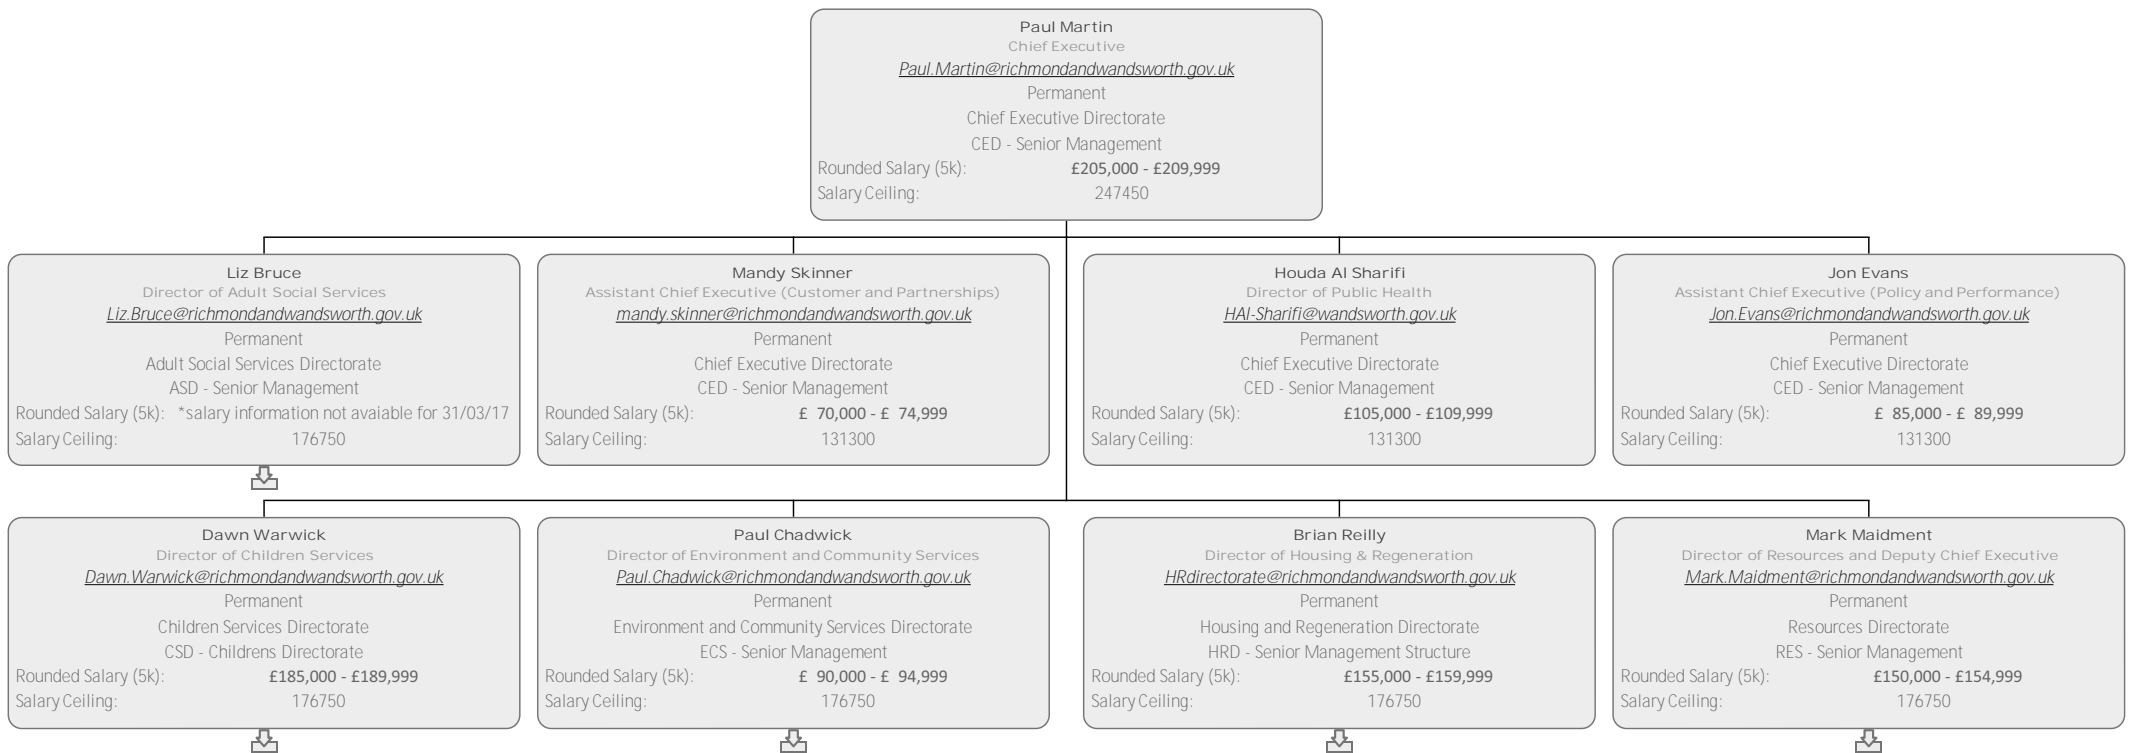 Paul Martin
Chief Executive
Paul.Martin@richmondandwandsworth.gov.uk
Permanent
Chief Executive Directorate
CED - Senior Management
Rounded Salary (5k): £205,000 - £209,999
Salary Ceiling: 247450
Liz Bruce
Director of Adult Social Services
Liz.Bruce@richmondandwandsworth.gov.uk
Permanent
Adult Social Services Directorate
ASD - Senior Management
Rounded Salary (5k): *salary information not avaiable for 31/03/17
Salary Ceiling: 176750
Mandy Skinner
Assistant Chief Executive (Customer and Partnerships)
mandy.skinner@richmondandwandsworth.gov.uk
Permanent
Chief Executive Directorate
CED - Senior Management
Rounded Salary (5k): £ 70,000 - £ 74,999
Salary Ceiling: 131300
Houda Al Sharifi
Director of Public Health
HAl-Sharifi@wandsworth.gov.uk
Permanent
Chief Executive Directorate
CED - Senior Management
Rounded Salary (5k): £105,000 - £109,999
Salary Ceiling: 131300
Jon Evans
Assistant Chief Executive (Policy and Performance)
Jon.Evans@richmondandwandsworth.gov.uk
Permanent
Chief Executive Directorate
CED - Senior Management
Rounded Salary (5k): £ 85,000 - £ 89,999
Salary Ceiling: 131300
Dawn Warwick
Director of Children Services
Dawn.Warwick@richmondandwandsworth.gov.uk
Permanent
Children Services Directorate
CSD - Childrens Directorate
Rounded Salary (5k): £185,000 - £189,999
Salary Ceiling: 176750
Paul Chadwick
Director of Environment and Community Services
Paul.Chadwick@richmondandwandsworth.gov.uk
Permanent
Environment and Community Services Directorate
ECS - Senior Management
Rounded Salary (5k): £ 90,000 - £ 94,999
Salary Ceiling: 176750
Brian Reilly
Director of Housing & Regeneration
HRdirectorate@richmondandwandsworth.gov.uk
Permanent
Housing and Regeneration Directorate
HRD - Senior Management Structure
Rounded Salary (5k): £155,000 - £159,999
Salary Ceiling: 176750
Mark Maidment
Director of Resources and Deputy Chief Executive
Mark.Maidment@richmondandwandsworth.gov.uk
Permanent
Resources Directorate
RES - Senior Management
Rounded Salary (5k): £150,000 - £154,999
Salary Ceiling: 176750